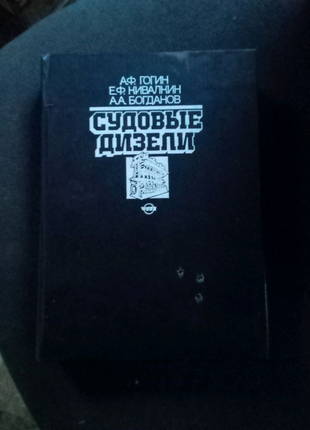 А.Ф. ГОГИН
Е.Ф. КИВАЛКИН
А.А. БОГДАНОВ
СУДОВЫЕ
ДИЗЕЛИ